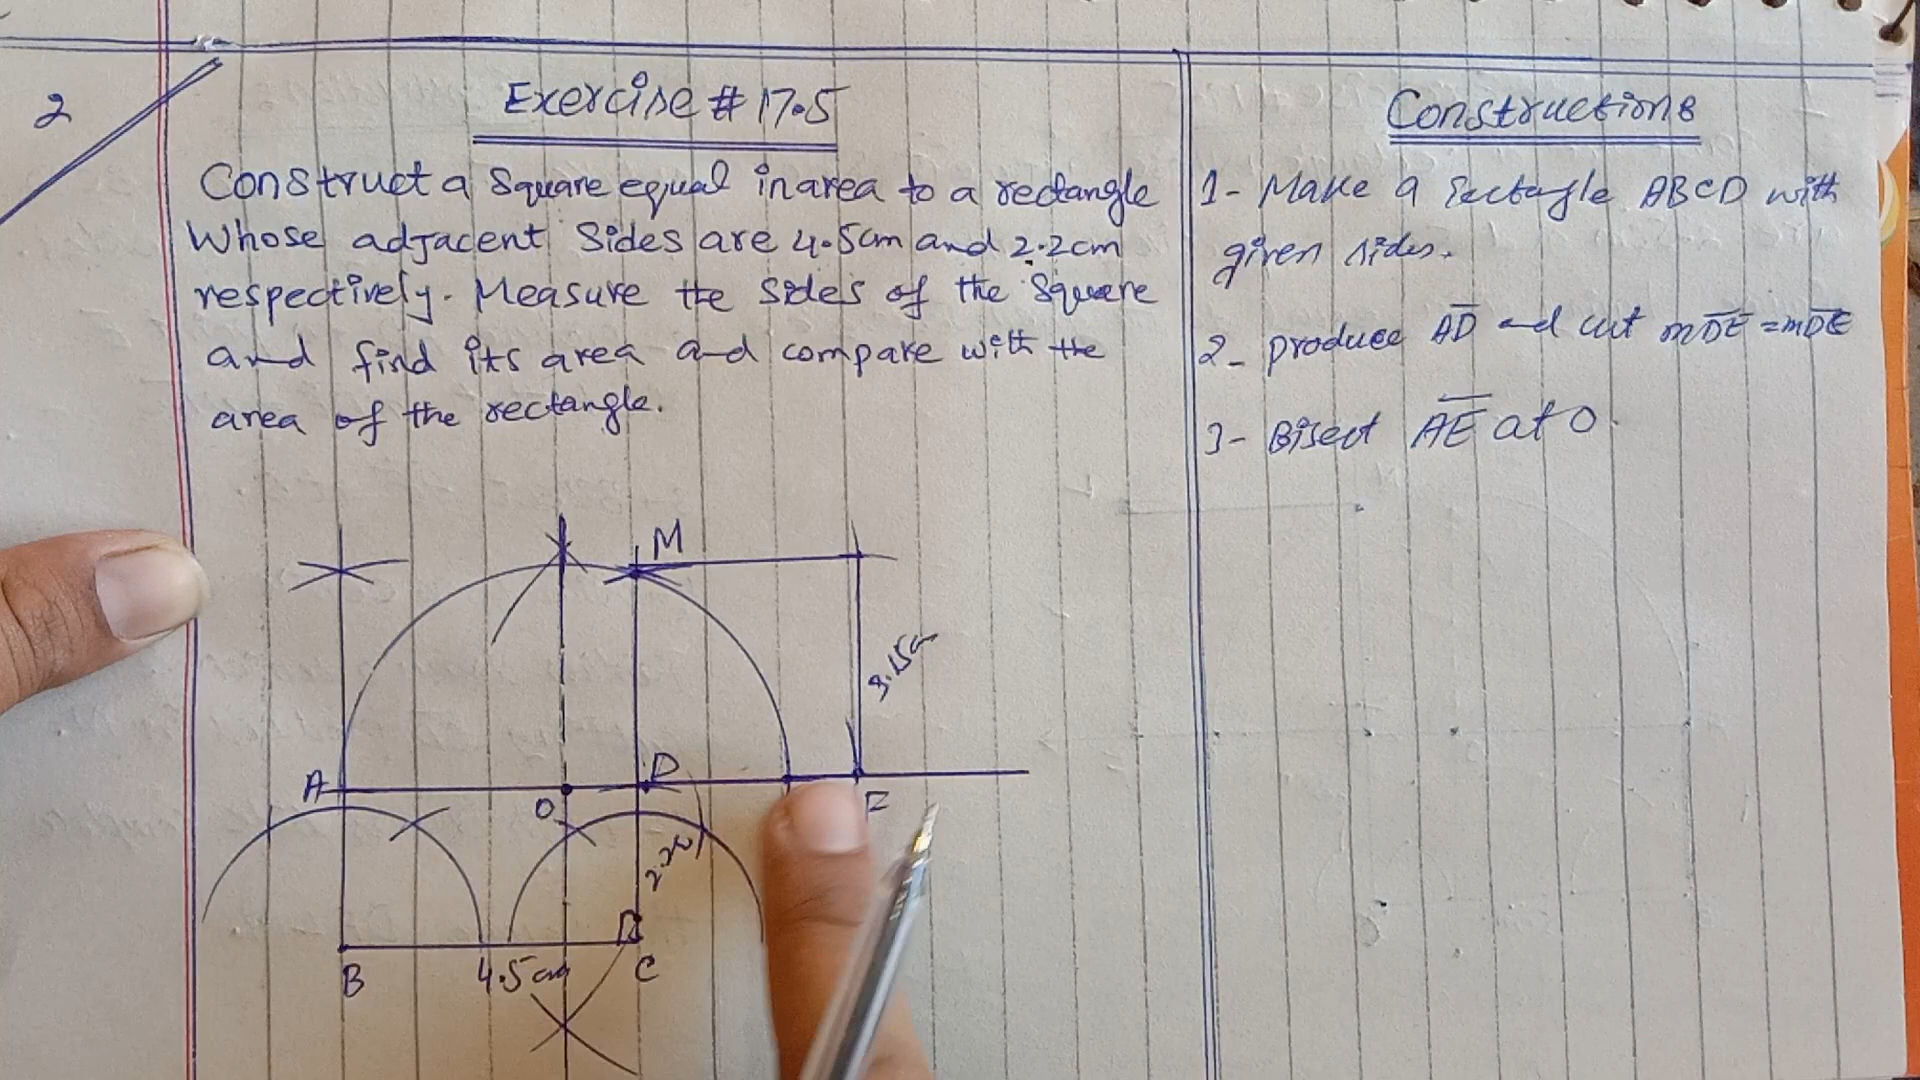 2
Exercise # 17.5
Construct a square equal in area to a rectangle
Whose adjacent Sides are 4.5cm and 2.2cm
respectively. Measure the sides of the square
and find its area and compare with the
area of the rectangle.
Constructions
1- Make a rectangle ABCD with
given sides.
2- produce AD and cut mDE = mDC
3- Bisect AE at O.
M
3.15cm
A
D
O
F
2.2c
B
4.5cm
C